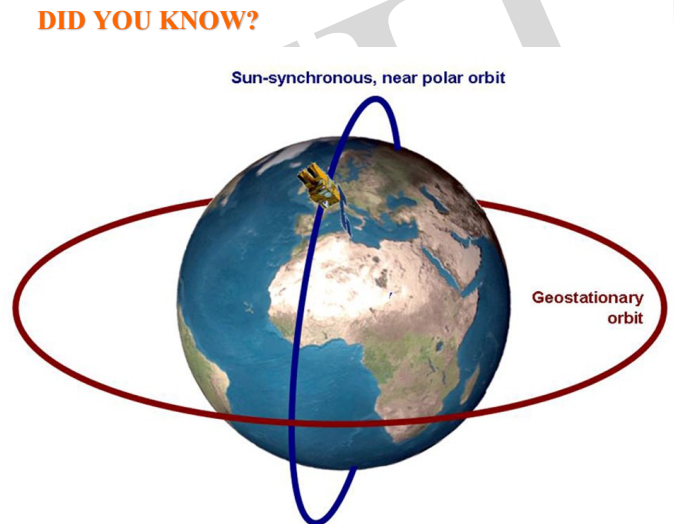 DID YOU KNOW?
Sun-synchronous, near polar orbit
Geostationary
orbit